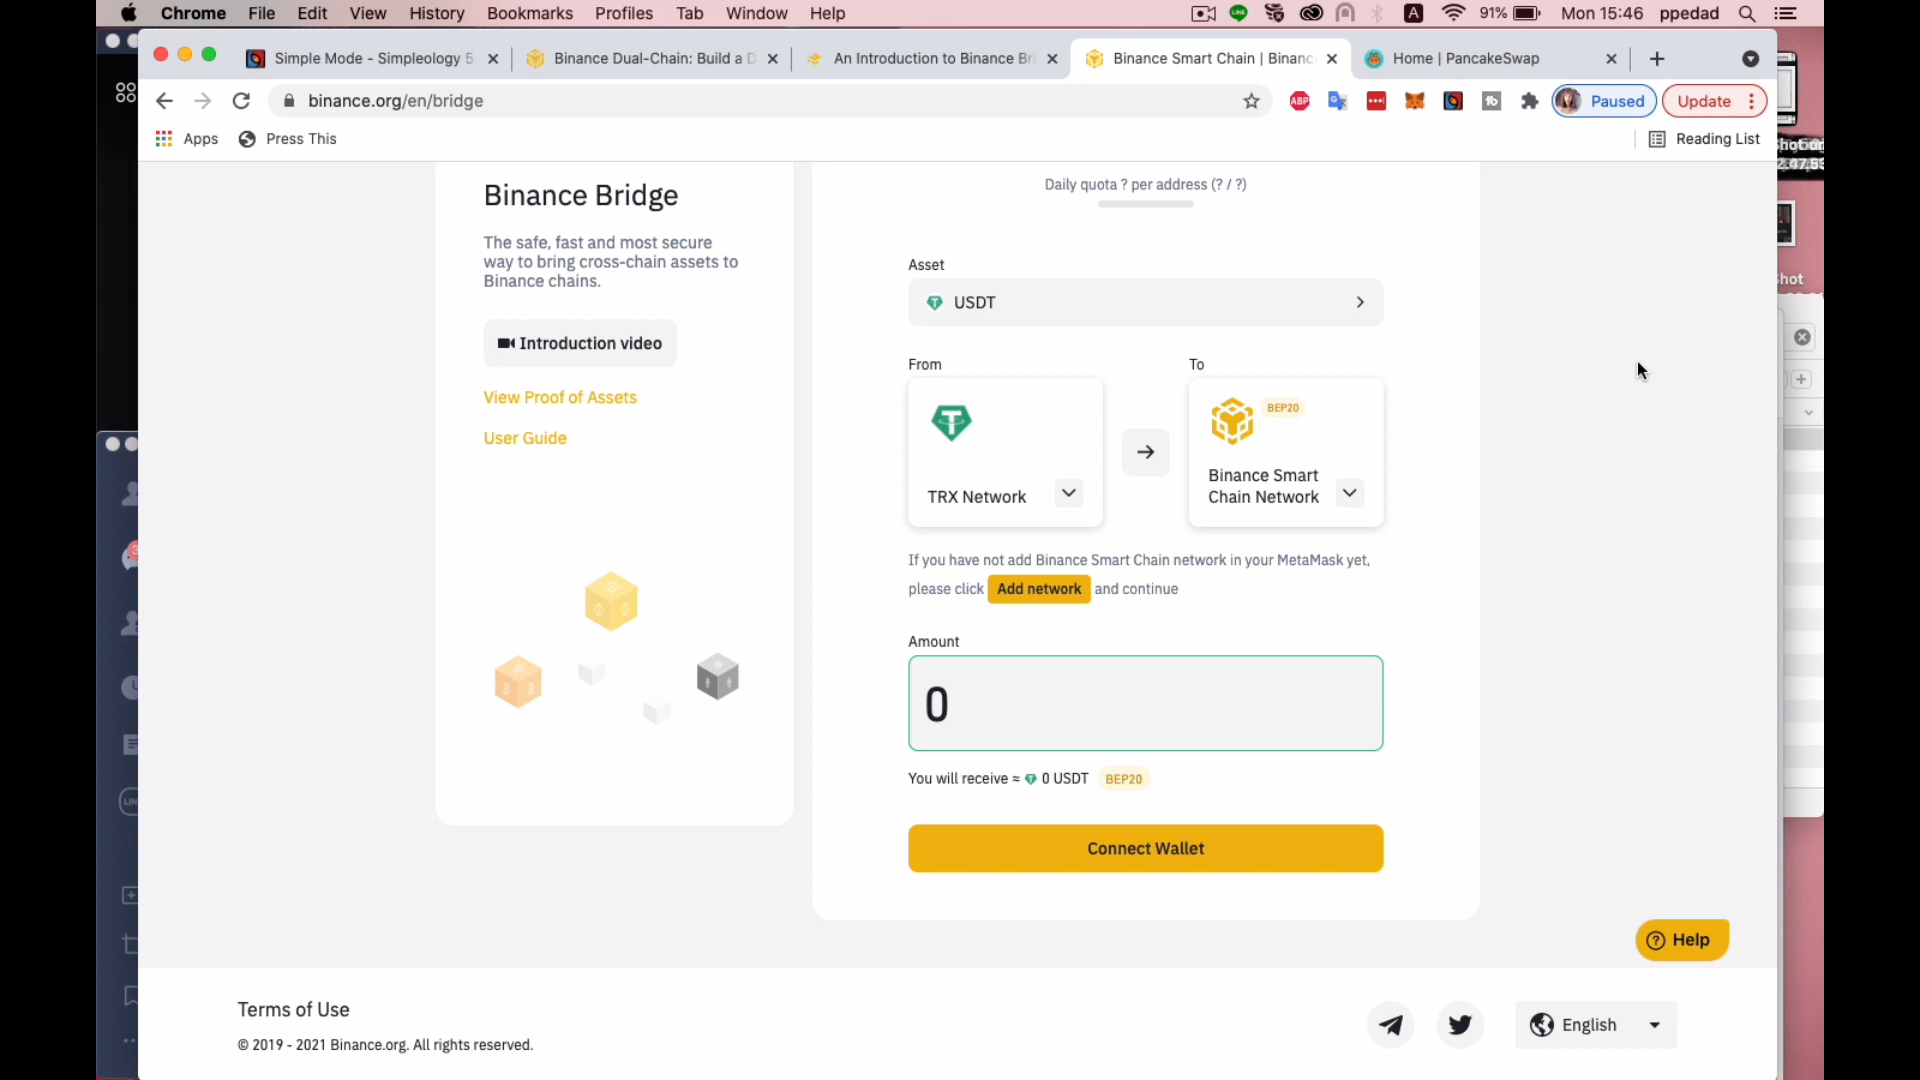 Chrome File Edit View History Bookmarks Profiles Tab Window Help
LINE
A
91%
Mon 15:46
ppedad
Simple Mode - Simpleology 5
Binance Dual-Chain: Build a D
An Introduction to Binance Bri
Binance Smart Chain | Binanc
Home | PancakeSwap
binance.org/en/bridge
ABP
Paused
Update
Apps
Press This
Reading List
Binance Bridge
The safe, fast and most secure
way to bring cross-chain assets to
Binance chains.
Introduction video
View Proof of Assets
User Guide
Daily quota ? per address (? / ?)
Asset
USDT
From
To
BEP20
TRX Network
Binance Smart
Chain Network
If you have not add Binance Smart Chain network in your MetaMask yet,
please click Add network and continue
Amount
0
You will receive ≈ 0 USDT BEP20
Connect Wallet
Help
Terms of Use
© 2019 - 2021 Binance.org. All rights reserved.
English